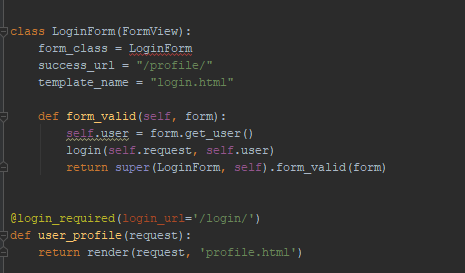 class LoginForm(FormView):
    form_class = LoginForm
    success_url = "/profile/"
    template_name = "login.html"
    def form_valid(self, form):
        self.user = form.get_user()
        login(self.request, self.user)
        return super(LoginForm, self).form_valid(form)
@login_required(login_url='/login/')
def user_profile(request):
    return render(request, 'profile.html')